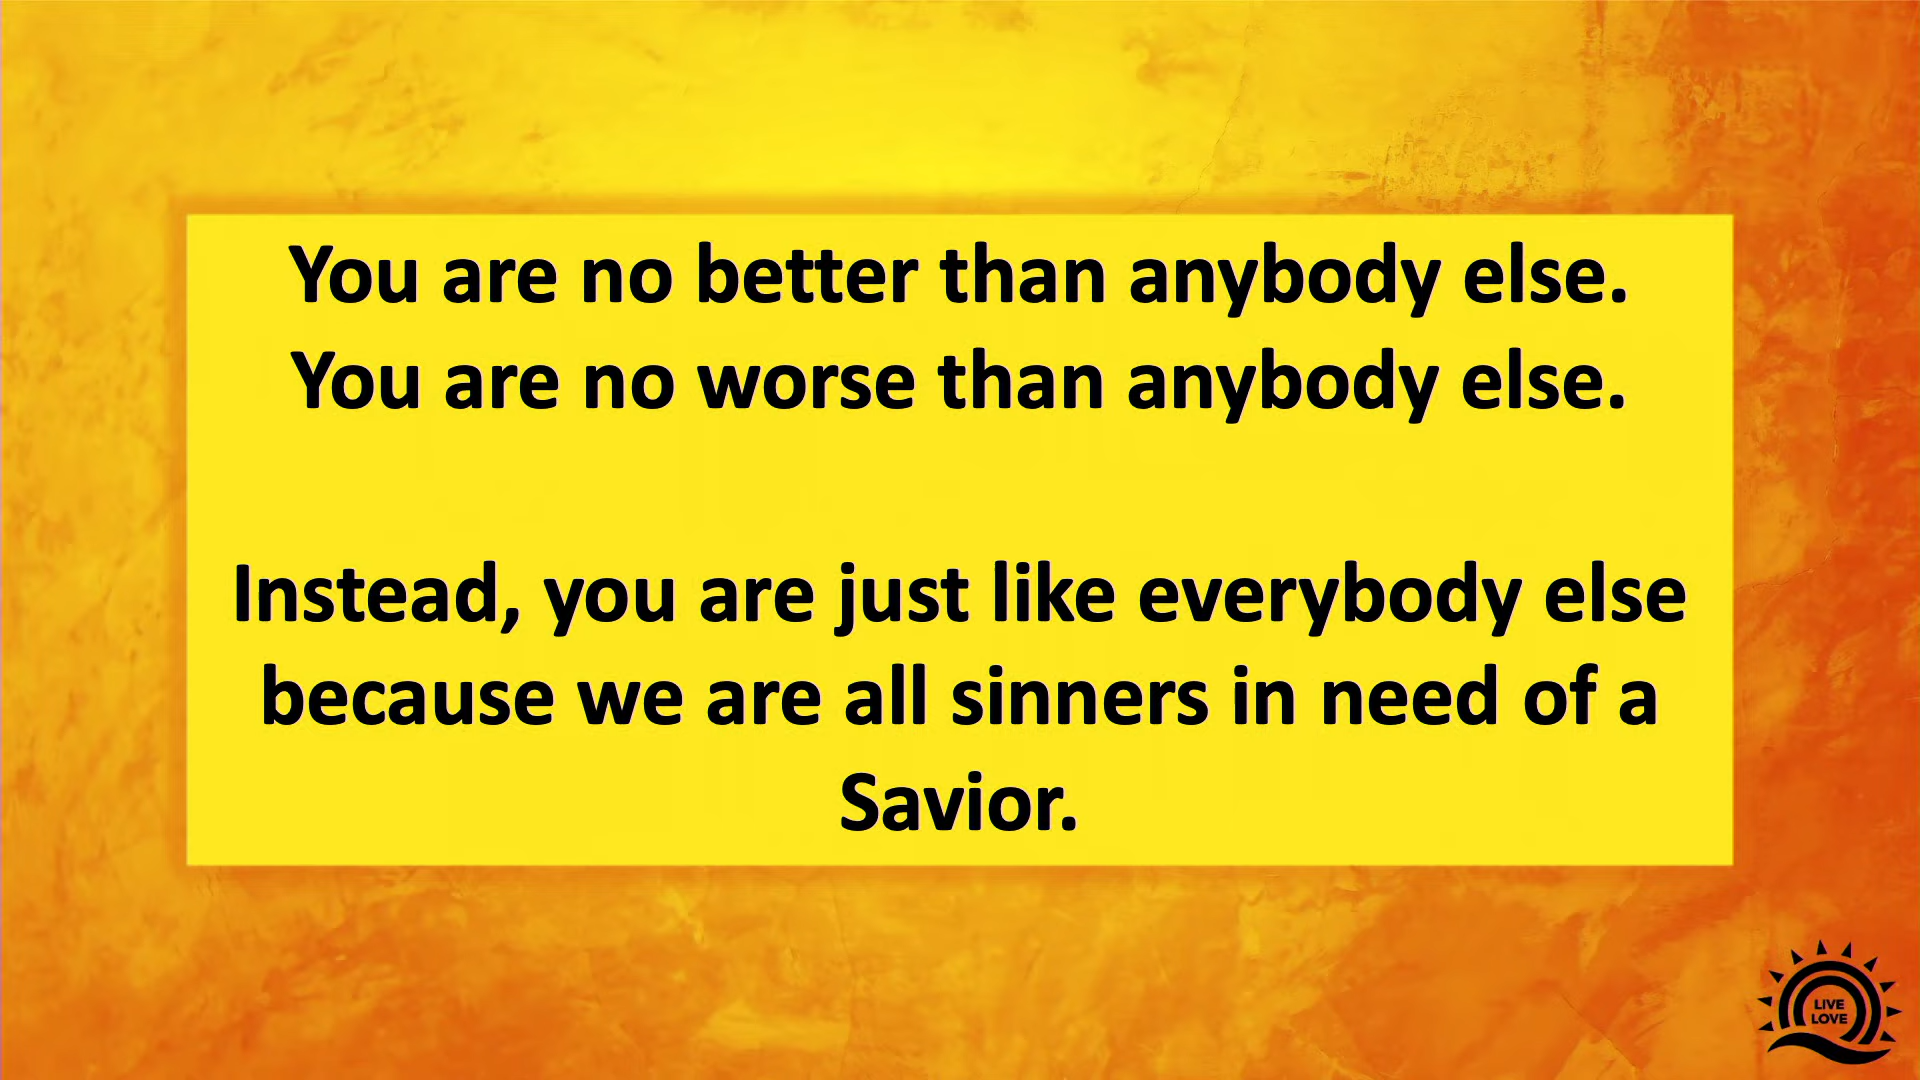 You are no better than anybody else.
You are no worse than anybody else.
Instead, you are just like everybody else
because we are all sinners in need of a
Savior.
LIVE
LOVE